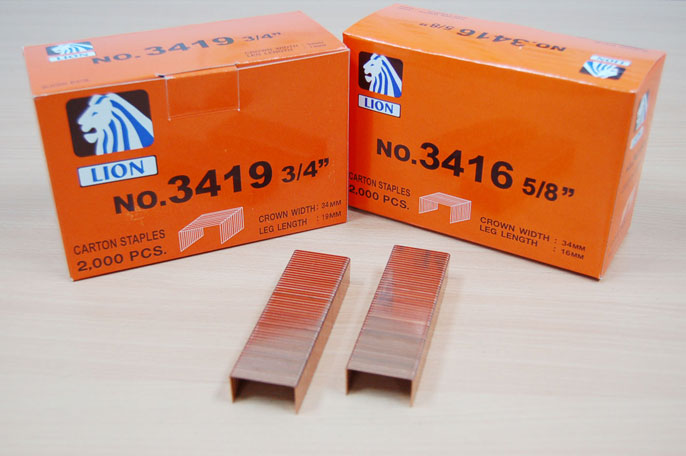 NO.3419 3/4”
LION
NO.3419 3/4”
CARTON STAPLES
2,000 PCS.
CROWN WIDTH : 34MM
LEG LENGTH : 19MM
NO.3416 5/8”
LION
LION
NO.3416 5/8”
CARTON STAPLES
2,000 PCS.
CROWN WIDTH : 34MM
LEG LENGTH : 16MM